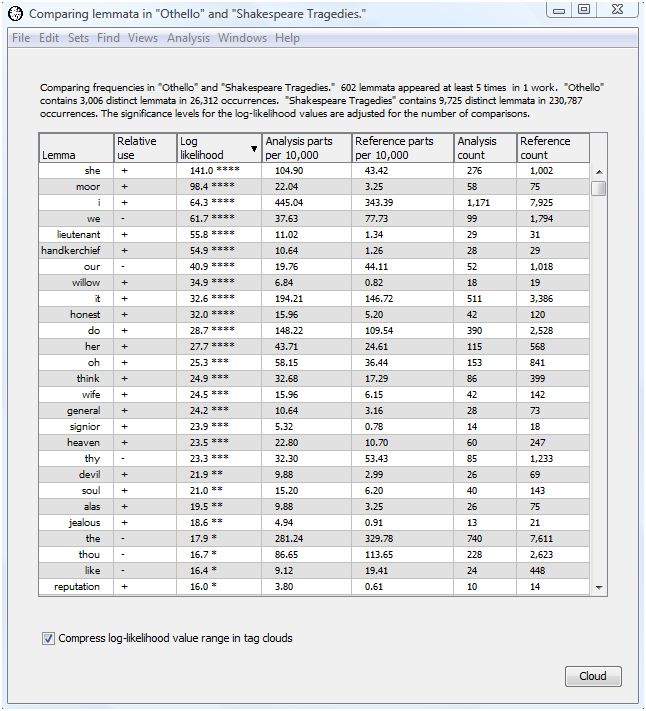 Comparing lemmata in "Othello" and "Shakespeare Tragedies."
File Edit Sets Find Views Analysis Windows Help
Comparing frequencies in "Othello" and "Shakespeare Tragedies." 602 lemmata appeared at least 5 times in 1 work. "Othello"
contains 3,006 distinct lemmata in 26,312 occurrences. "Shakespeare Tragedies" contains 9,725 distinct lemmata in 230,787
occurrences. The significance levels for the log-likelihood values are adjusted for the number of comparisons.
Lemma Relative use Log likelihood ▼ Analysis parts per 10,000 Reference parts per 10,000 Analysis count Reference count
she + 141.0 **** 104.90 43.42 276 1,002
moor + 98.4 **** 22.04 3.25 58 75
i + 64.3 **** 445.04 343.39 1,171 7,925
we - 61.7 **** 37.63 77.73 99 1,794
lieutenant + 55.8 **** 11.02 1.34 29 31
handkerchief + 54.9 **** 10.64 1.26 28 29
our - 40.9 **** 19.76 44.11 52 1,018
willow + 34.9 **** 6.84 0.82 18 19
it + 32.6 **** 194.21 146.72 511 3,386
honest + 32.0 **** 15.96 5.20 42 120
do + 28.7 **** 148.22 109.54 390 2,528
her + 27.7 **** 43.71 24.61 115 568
oh + 25.3 *** 58.15 36.44 153 841
think + 24.9 *** 32.68 17.29 86 399
wife + 24.5 *** 15.96 6.15 42 142
general + 24.2 *** 10.64 3.16 28 73
signior + 23.9 *** 5.32 0.78 14 18
heaven + 23.5 *** 22.80 10.70 60 247
thy - 23.3 *** 32.30 53.43 85 1,233
devil + 21.9 ** 9.88 2.99 26 69
soul + 21.0 ** 15.20 6.20 40 143
alas + 19.5 ** 9.88 3.25 26 75
jealous + 18.6 ** 4.94 0.91 13 21
the - 17.9 * 281.24 329.78 740 7,611
thou - 16.7 * 86.65 113.65 228 2,623
like - 16.4 * 9.12 19.41 24 448
reputation + 16.0 * 3.80 0.61 10 14
Compress log-likelihood value range in tag clouds
Cloud